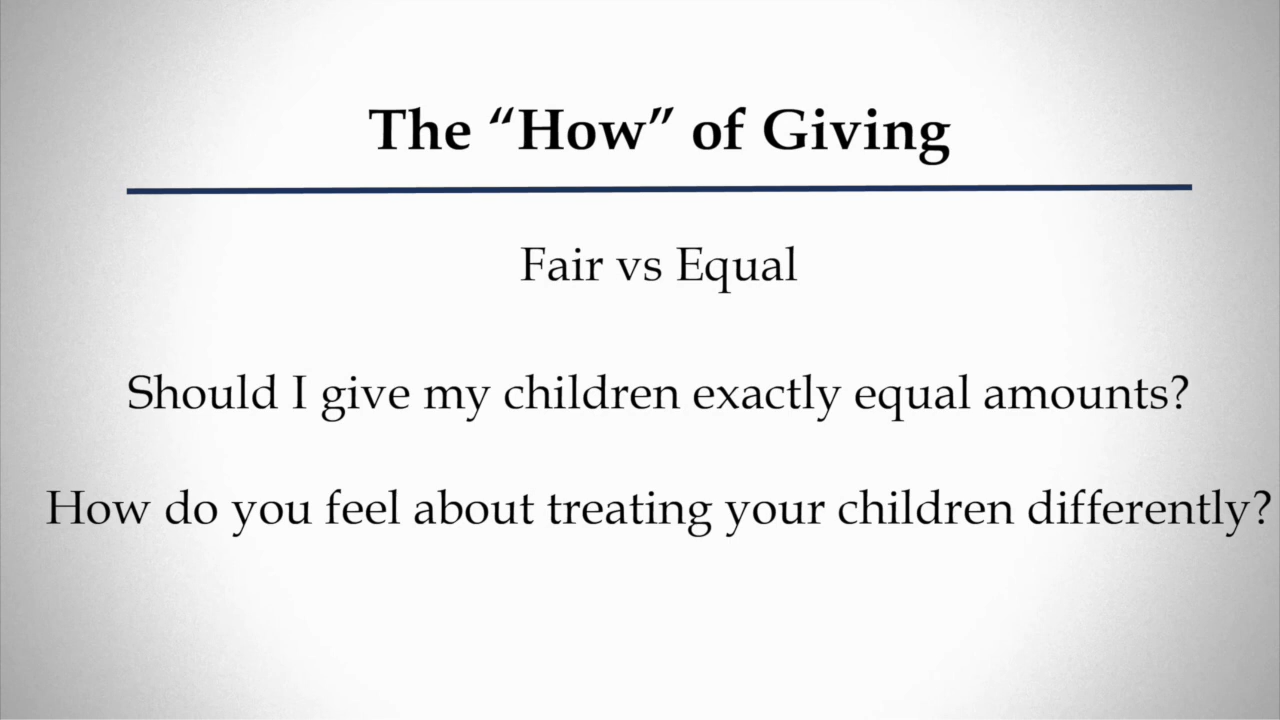 The “How” of Giving
Fair vs Equal
Should I give my children exactly equal amounts?
How do you feel about treating your children differently?